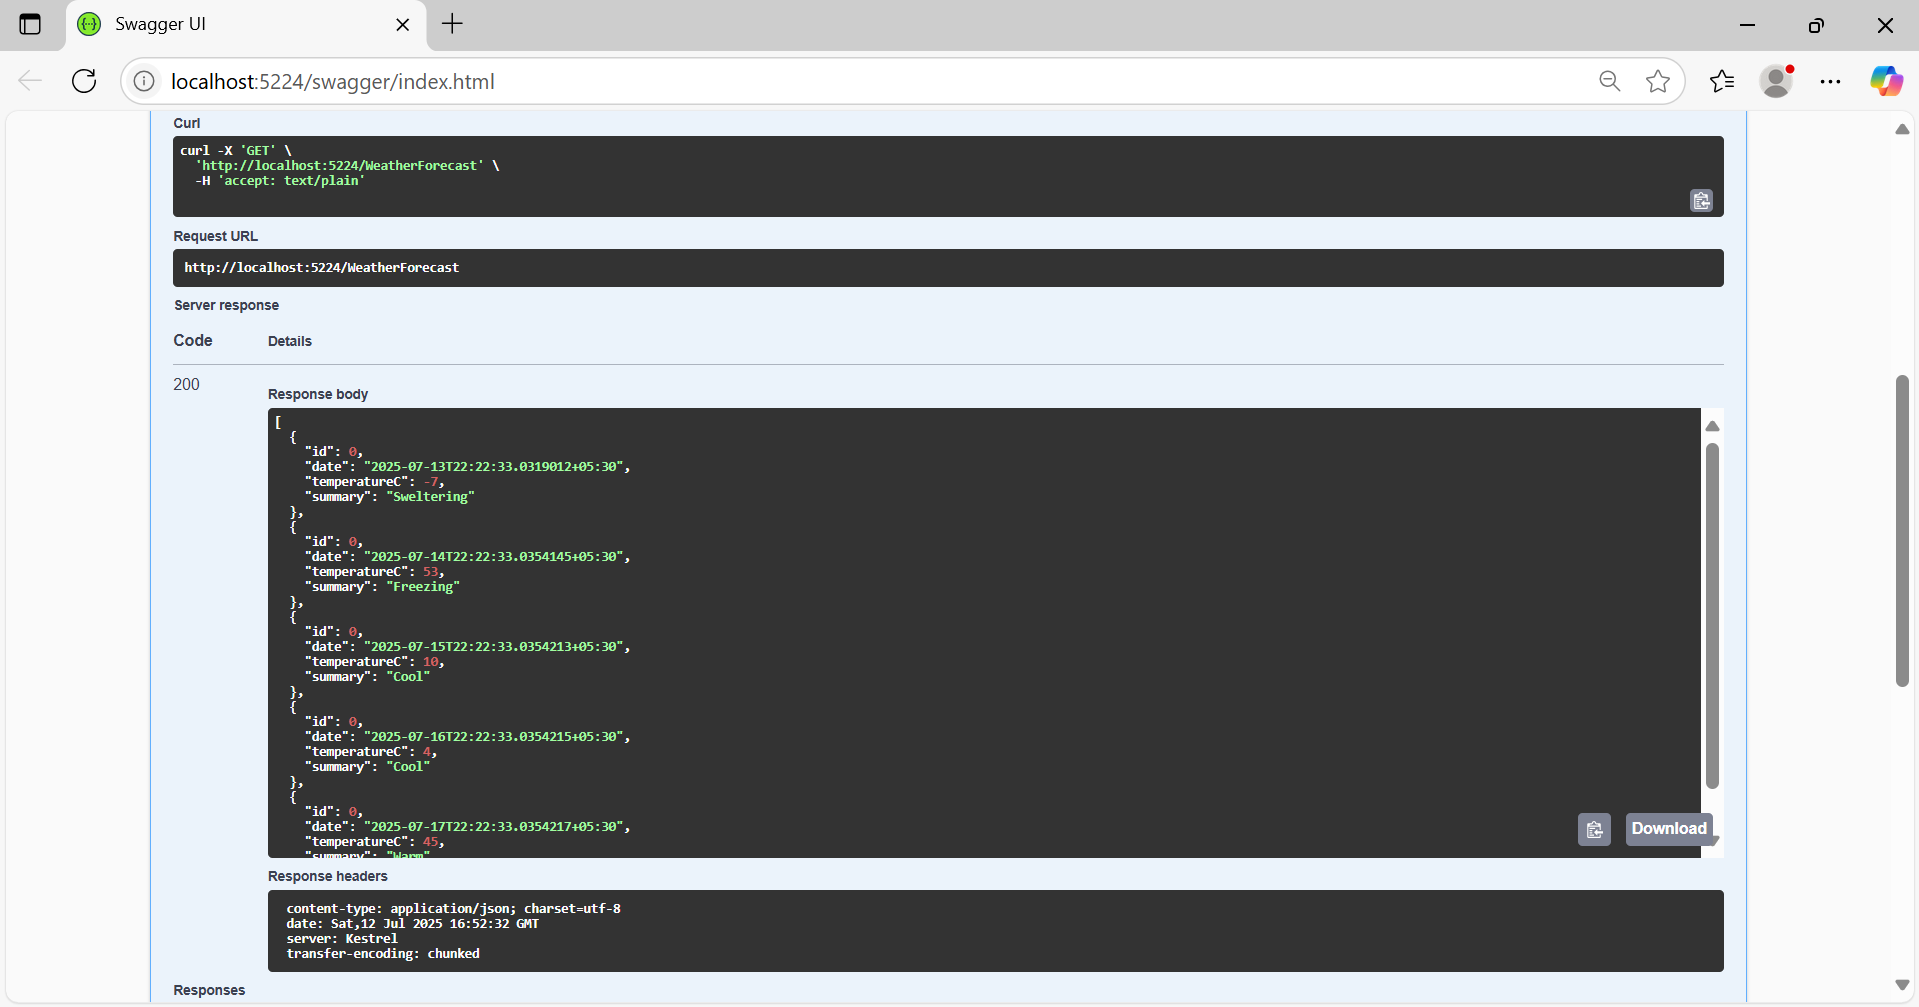 Swagger UI
localhost:5224/swagger/index.html
Curl
curl -X 'GET' \
'http://localhost:5224/WeatherForecast' \
-H 'accept: text/plain'
Request URL
http://localhost:5224/WeatherForecast
Server response
Code Details
200
Response body
[
{
"id": 0,
"date": "2025-07-13T22:22:33.0319012+05:30",
"temperatureC": -7,
"summary": "Sweltering"
},
{
"id": 0,
"date": "2025-07-14T22:22:33.0354145+05:30",
"temperatureC": 53,
"summary": "Freezing"
},
{
"id": 0,
"date": "2025-07-15T22:22:33.0354213+05:30",
"temperatureC": 10,
"summary": "Cool"
},
{
"id": 0,
"date": "2025-07-16T22:22:33.0354215+05:30",
"temperatureC": 4,
"summary": "Cool"
},
{
"id": 0,
"date": "2025-07-17T22:22:33.0354217+05:30",
"temperatureC": 45,
"summary": "Warm"
Download
Response headers
content-type: application/json; charset=utf-8
date: Sat,12 Jul 2025 16:52:32 GMT
server: Kestrel
transfer-encoding: chunked
Responses